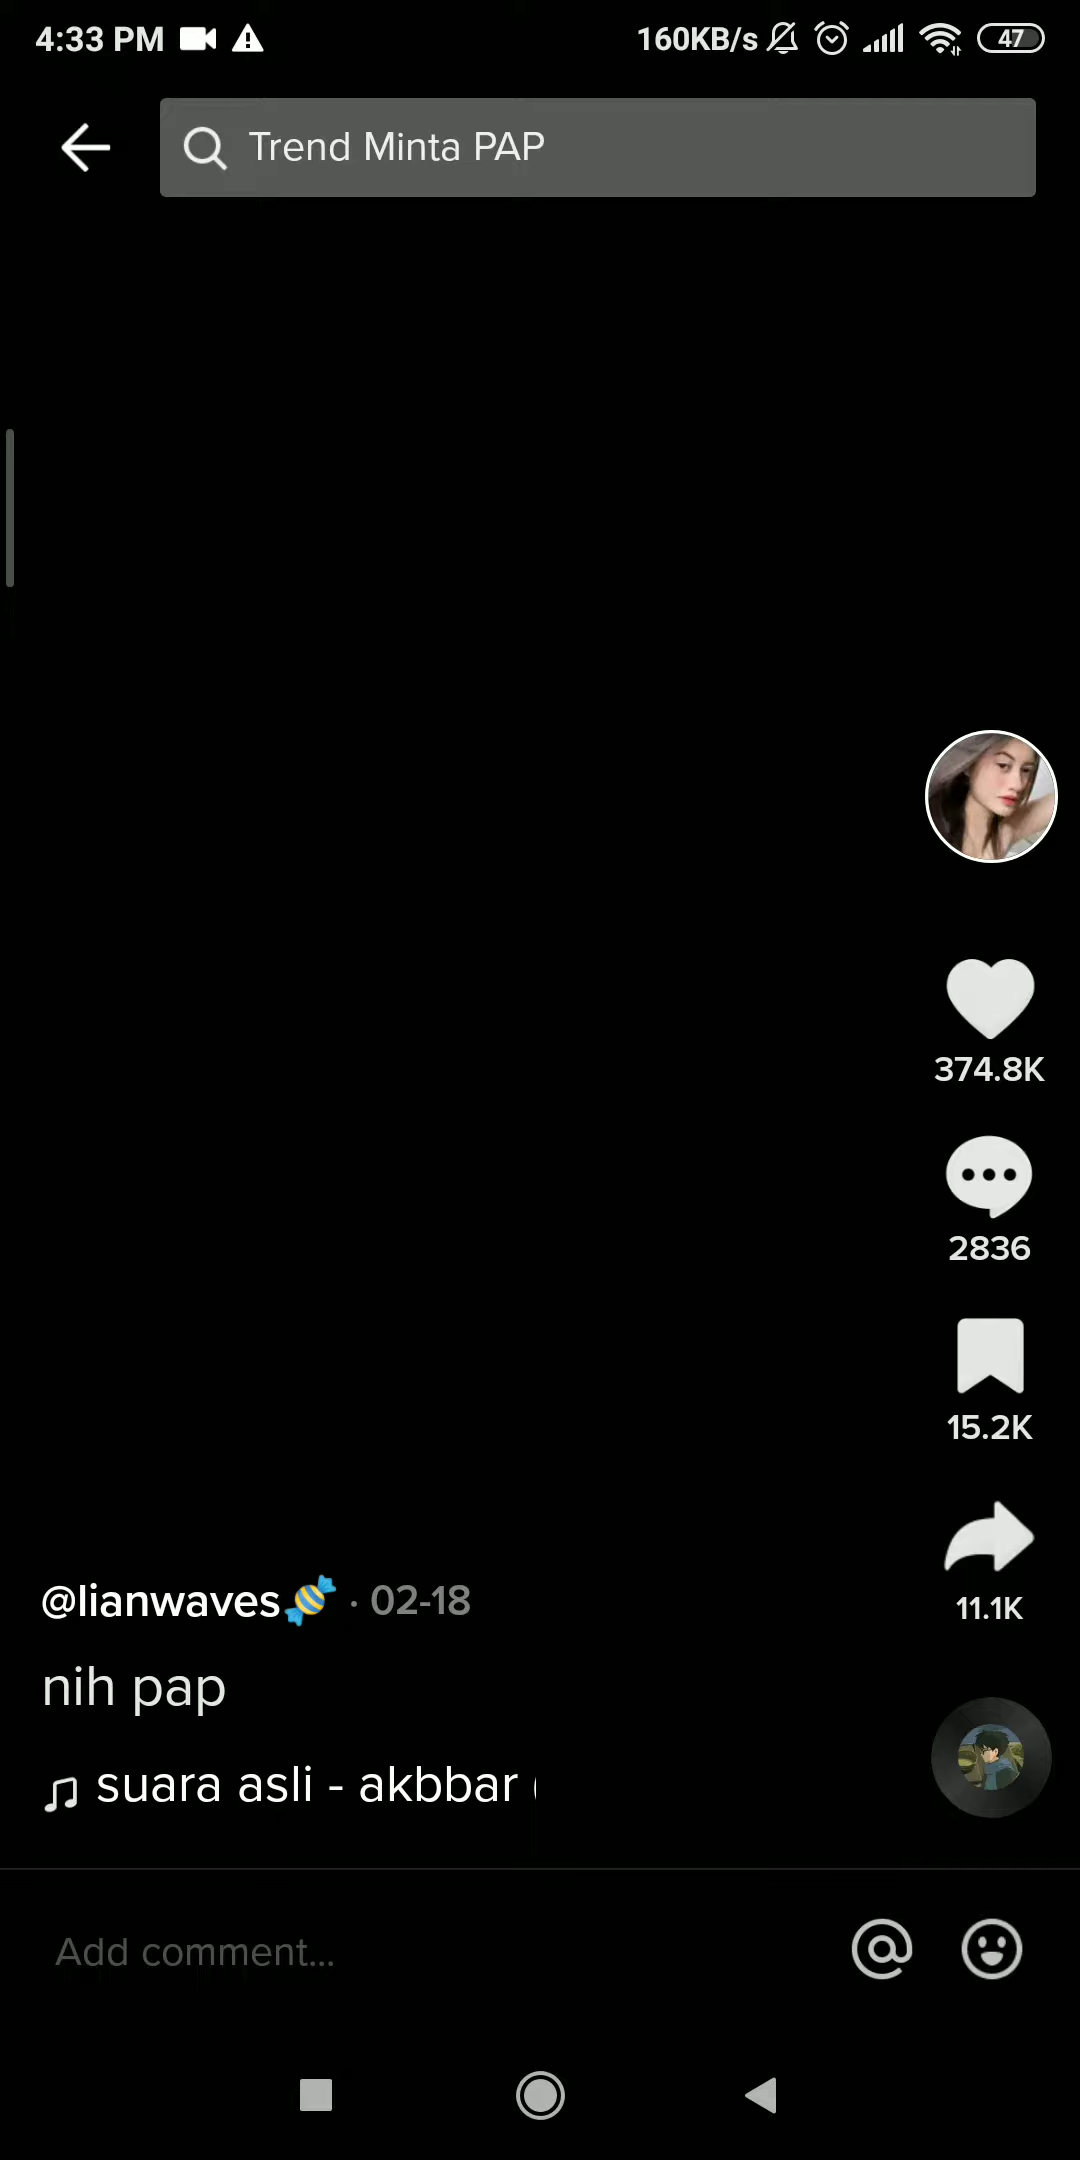 4:33 PM
160KB/s
47
Trend Minta PAP
374.8K
2836
15.2K
11.1K
@lianwaves🍬 · 02-18
nih pap
suara asli - akbbar
Add comment...